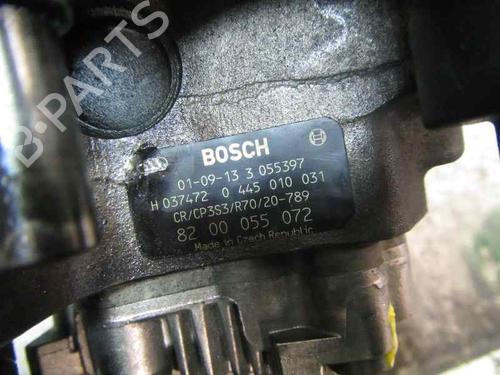 B-PARTS
BOSCH
01-09-13 3 055397
H 037472 0 445 010 031
CR/CP3S3/R70/20-789
82 00 055 072
Made in Czech Republic